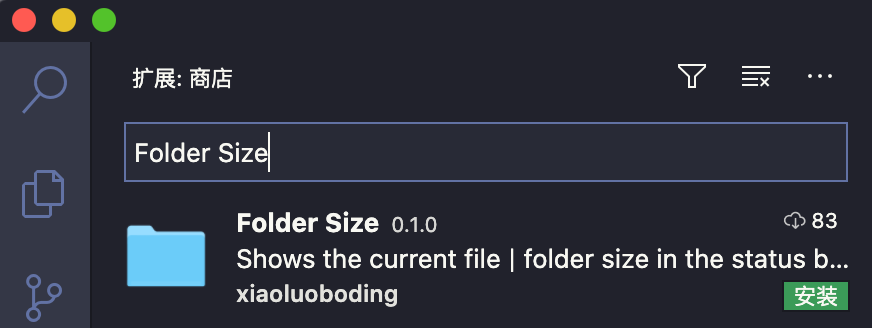 扩展: 商店
Folder Size
Folder Size 0.1.0 83
Shows the current file | folder size in the status b...
xiaoluoboding 安装